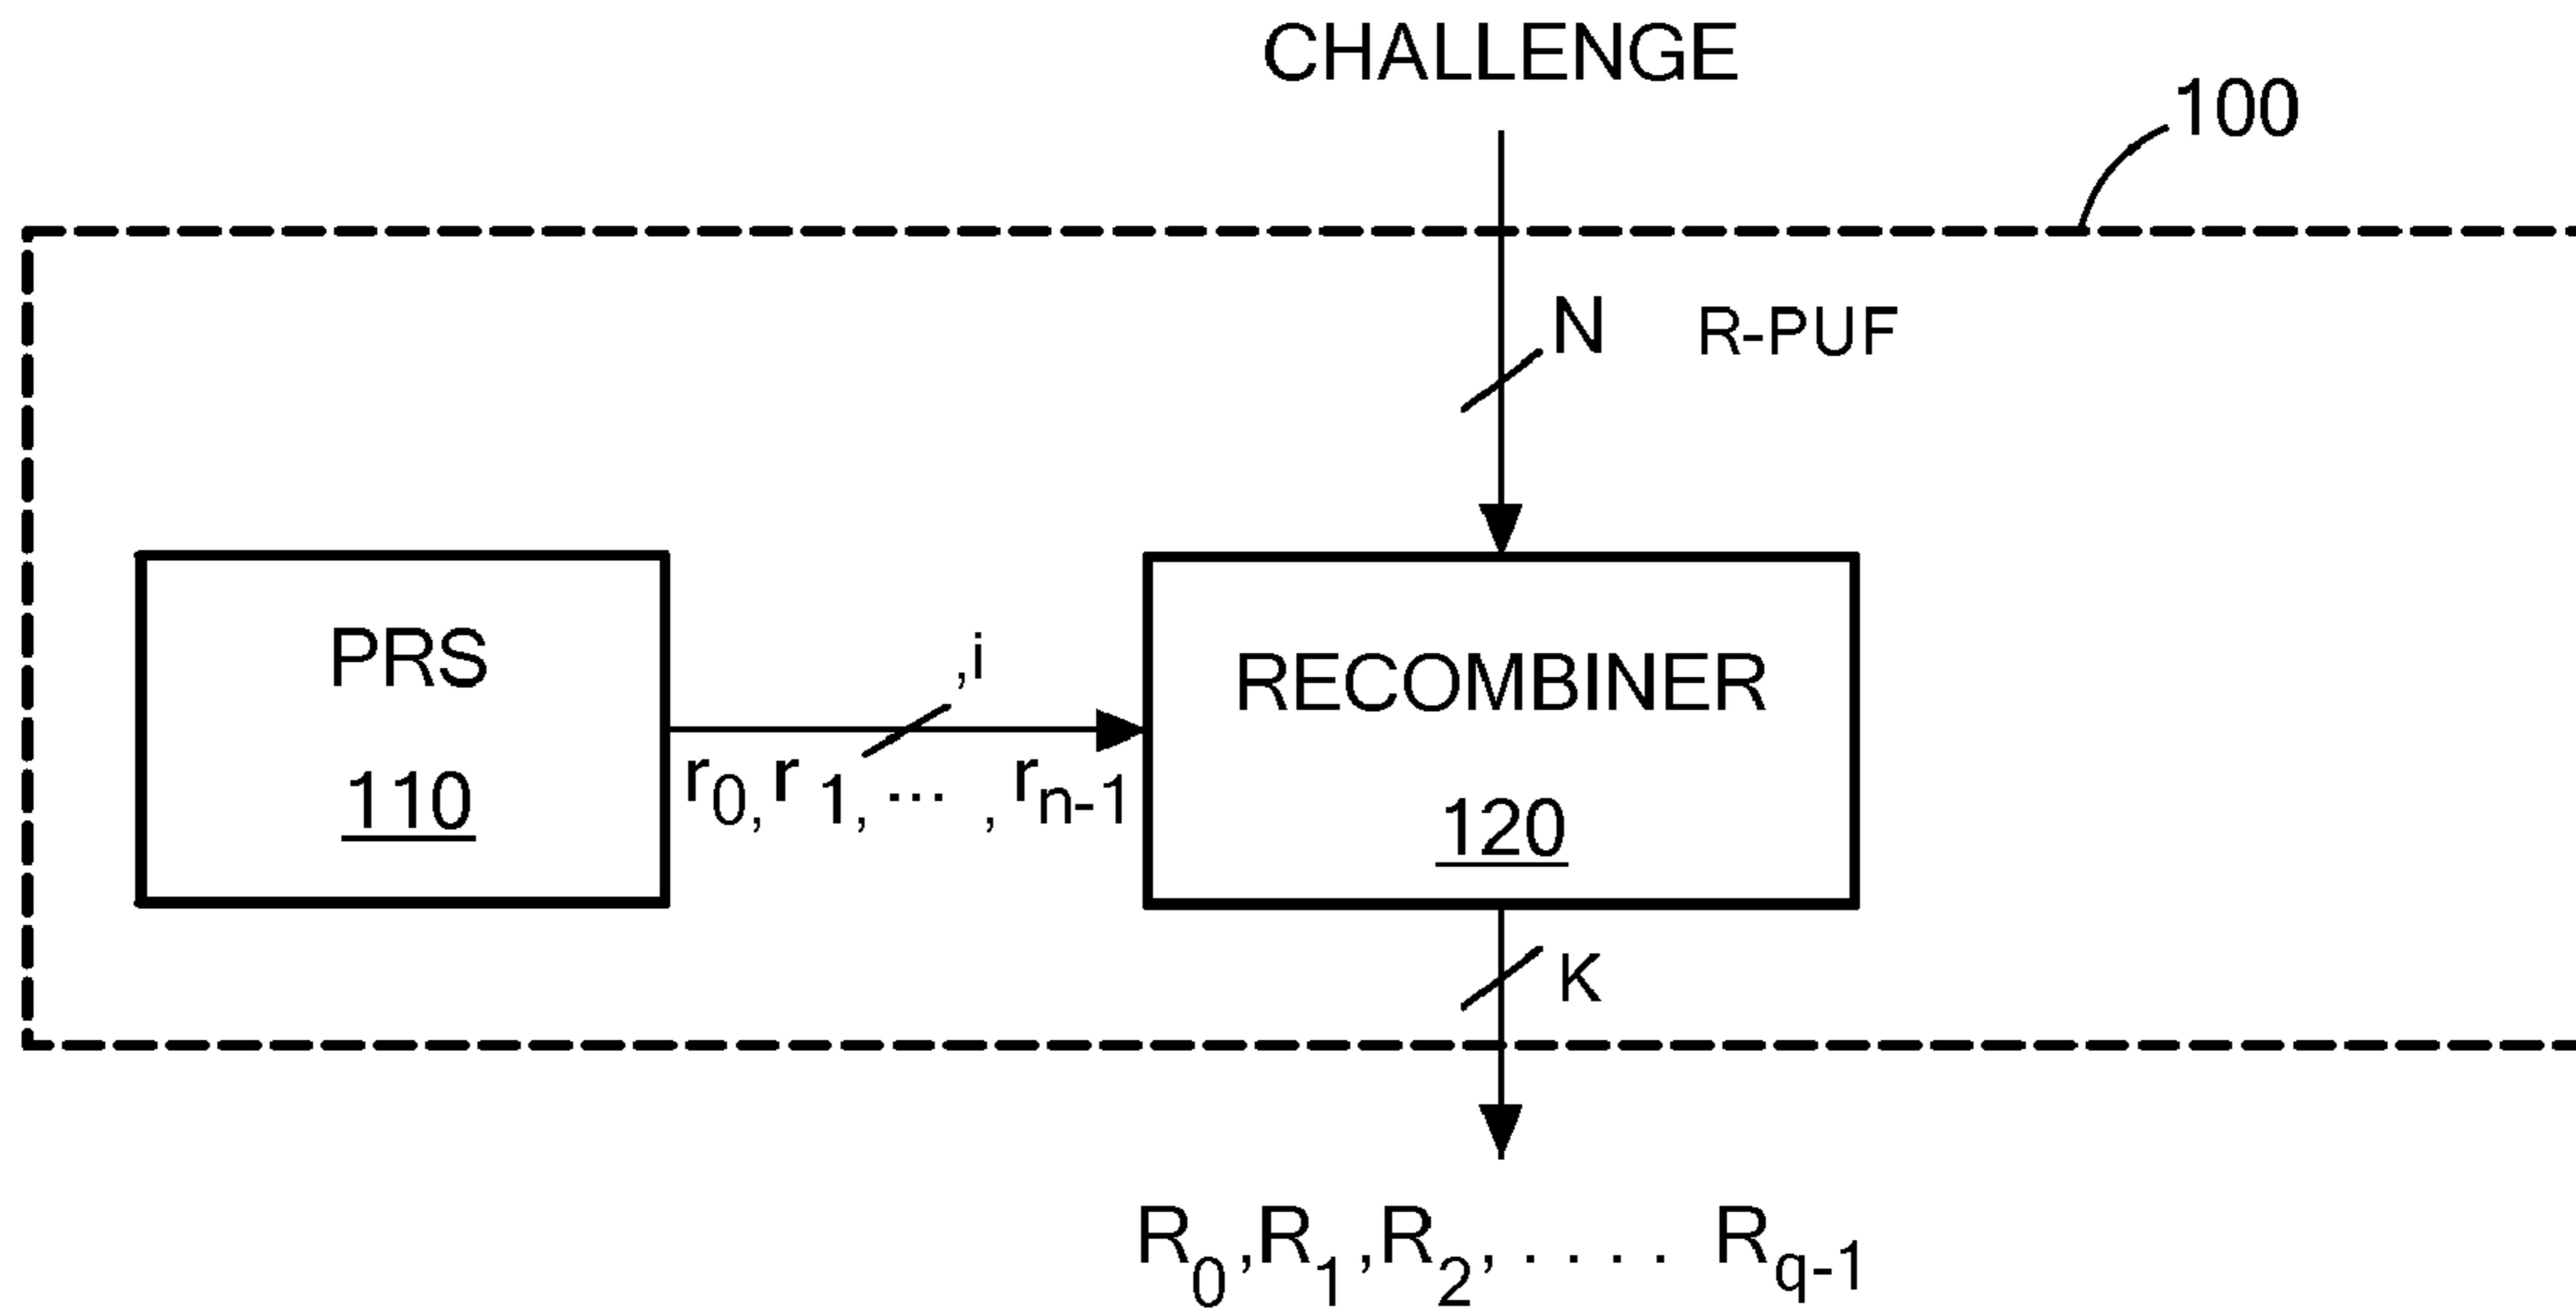 CHALLENGE
100
N
R-PUF
PRS
110
,i
r0,r 1, ... , rn-1
RECOMBINER
120
K
R0,R1,R2, . . . . Rq-1